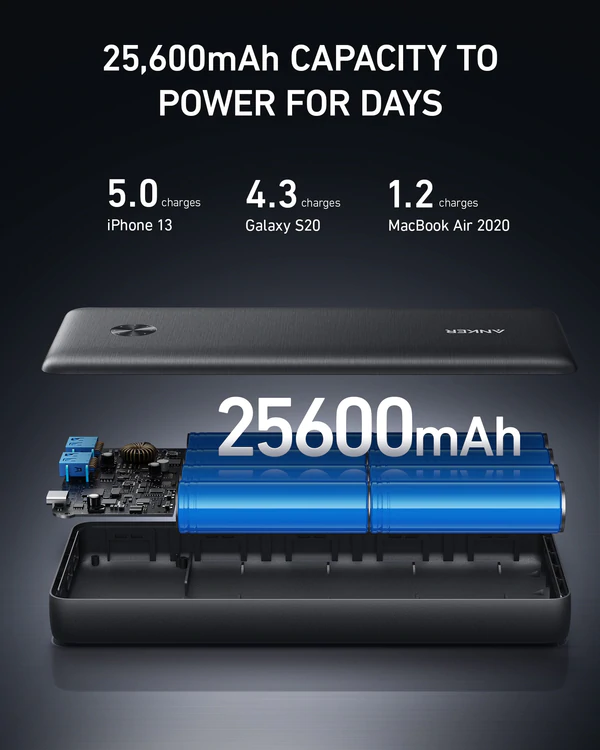 25,600mAh CAPACITY TO
POWER FOR DAYS
5.0 charges
iPhone 13
4.3 charges
Galaxy S20
1.2 charges
MacBook Air 2020
ANKER
25600mAh